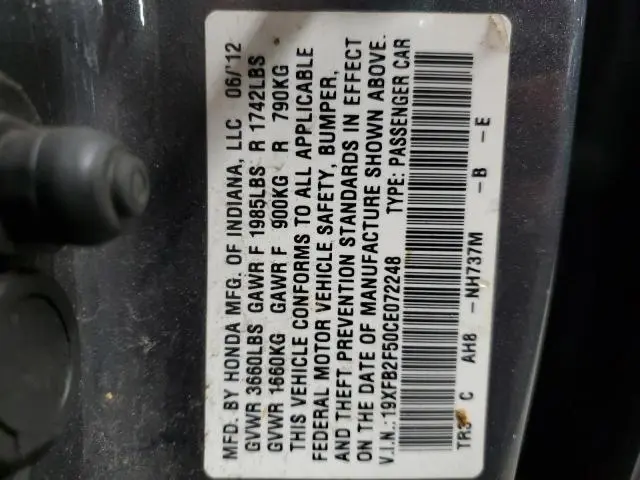 MFD. BY HONDA MFG. OF INDIANA, LLC 06/'12
GVWR 3660LBS GAWR F 1985LBS R 1742LBS
GVWR 1660KG GAWR F 900KG R 790KG
THIS VEHICLE CONFORMS TO ALL APPLICABLE
FEDERAL MOTOR VEHICLE SAFETY, BUMPER,
AND THEFT PREVENTION STANDARDS IN EFFECT
ON THE DATE OF MANUFACTURE SHOWN ABOVE.
V.I.N.:19XFB2F50CE072248 TYPE: PASSENGER CAR
C AH8 -NH737M -B -E